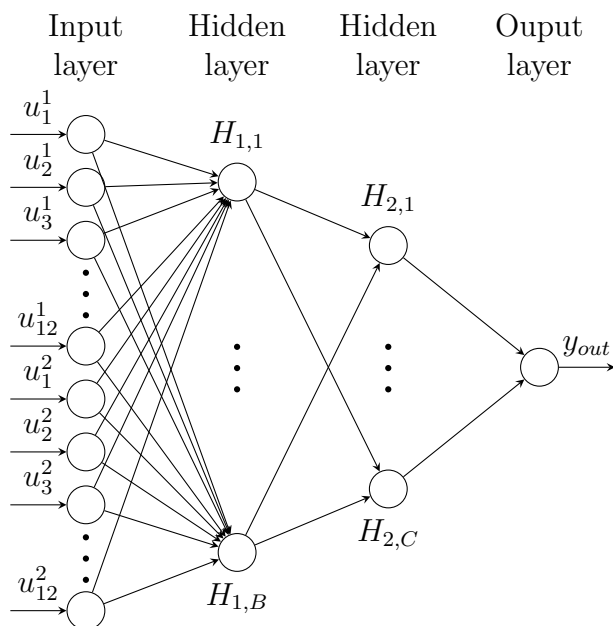 Input layer
Hidden layer
Hidden layer
Ouput layer
u_1^1
u_2^1
u_3^1
u_{12}^1
u_1^2
u_2^2
u_3^2
u_{12}^2
H_{1,1}
H_{1,B}
H_{2,1}
H_{2,C}
y_{out}